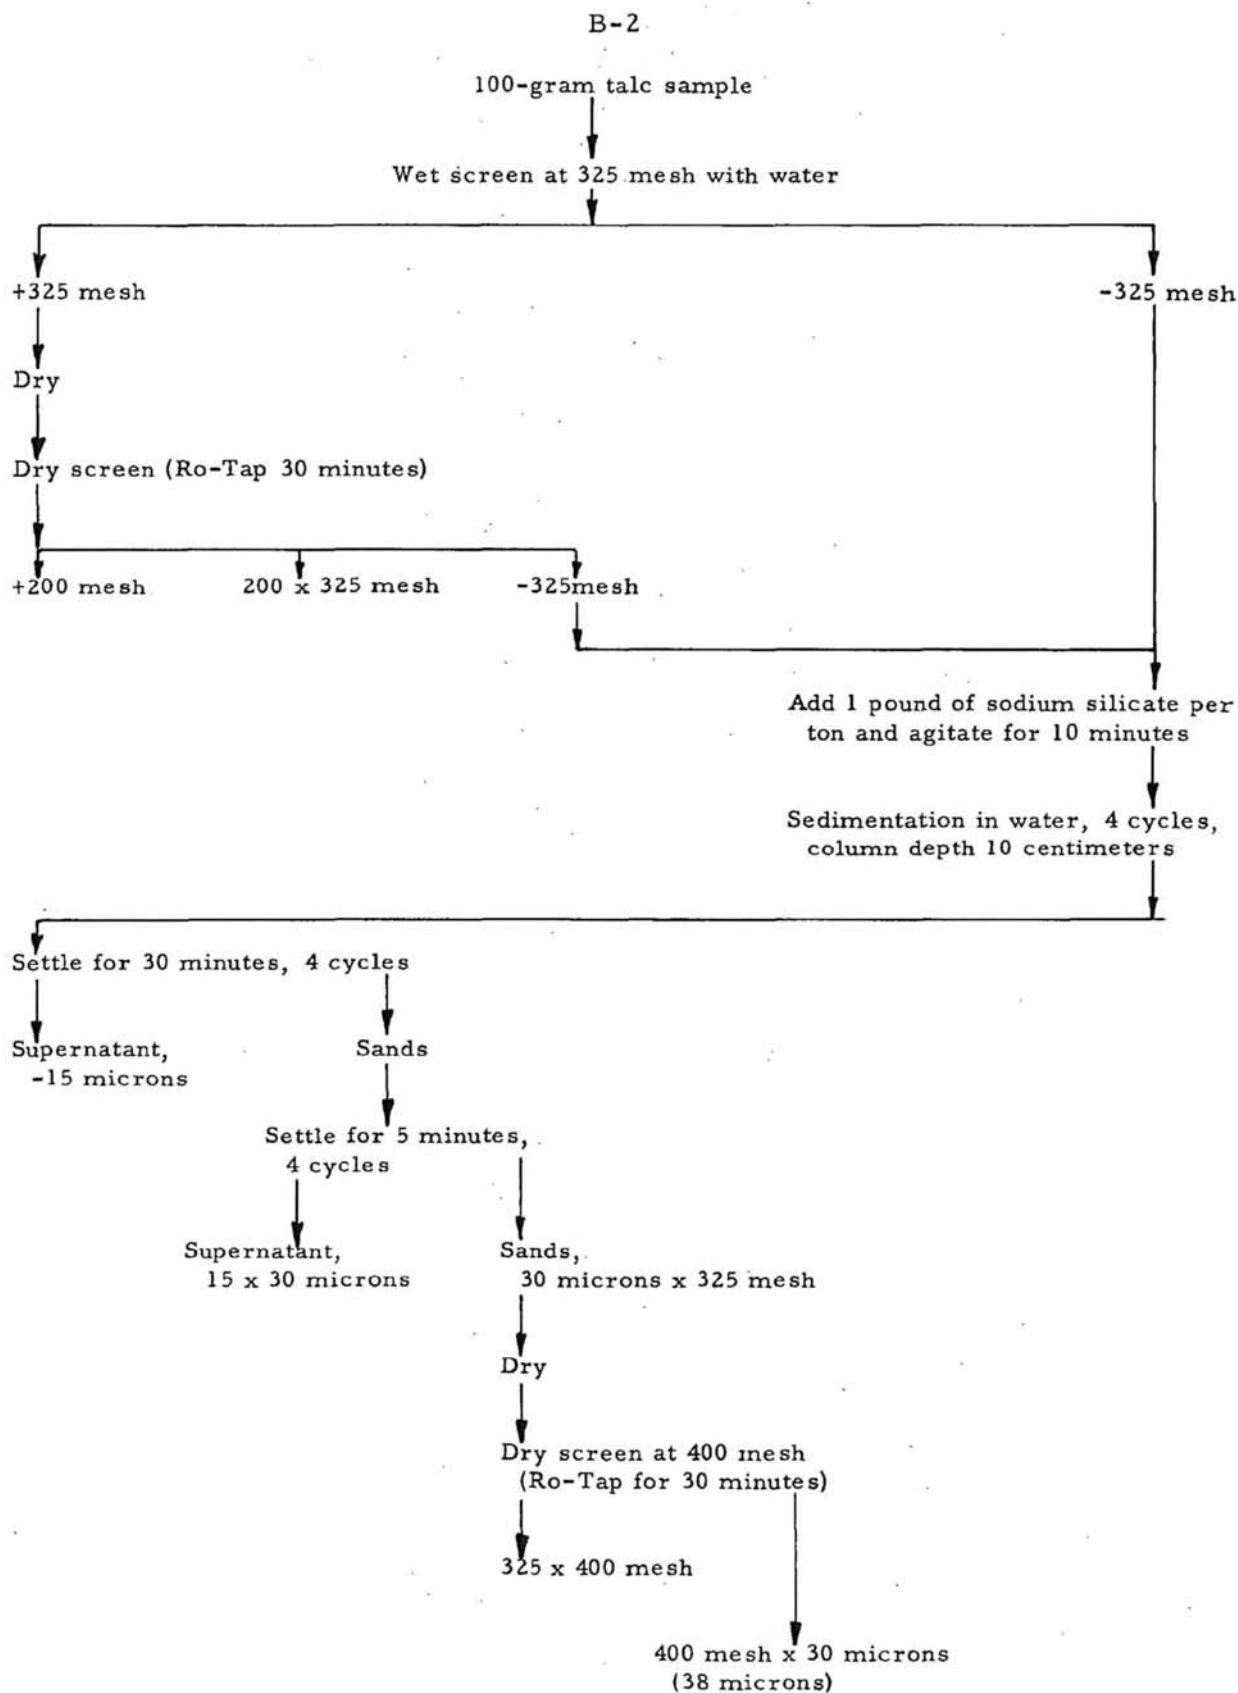 B-2
100-gram talc sample
Wet screen at 325 mesh with water
+325 mesh
-325 mesh
Dry
Dry screen (Ro-Tap 30 minutes)
+200 mesh
200 x 325 mesh
-325mesh
Add 1 pound of sodium silicate per
ton and agitate for 10 minutes
Sedimentation in water, 4 cycles,
column depth 10 centimeters
Settle for 30 minutes, 4 cycles
Supernatant,
-15 microns
Sands
Settle for 5 minutes,
4 cycles
Supernatant,
15 x 30 microns
Sands,
30 microns x 325 mesh
Dry
Dry screen at 400 mesh
(Ro-Tap for 30 minutes)
325 x 400 mesh
400 mesh x 30 microns
(38 microns)